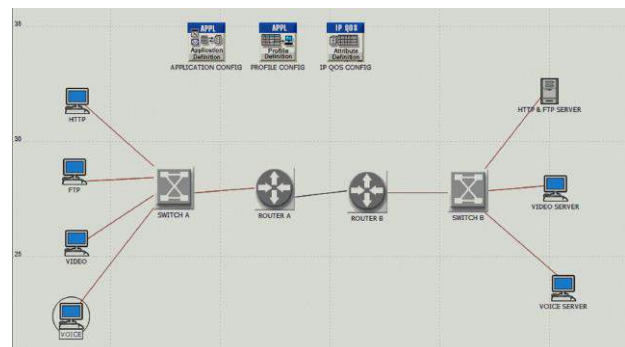 35
APPL
APPL
IP QOS
Application
Definition
Profile
Definition
Attribute
Definition
APPLICATION CONFIG
PROFILE CONFIG
IP QOS CONFIG
HTTP
HTTP & FTP SERVER
30
FTP
SWITCH A
ROUTER A
ROUTER B
SWITCH B
VIDEO SERVER
VIDEO
25
VOICE SERVER
VOICE